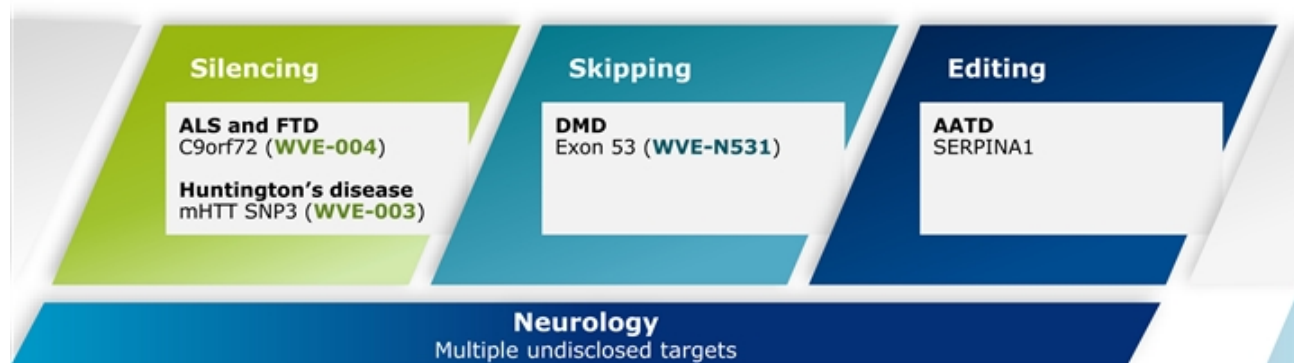 Silencing
ALS and FTD
C9orf72 (WVE-004)
Huntington’s disease
mHTT SNP3 (WVE-003)
Skipping
DMD
Exon 53 (WVE-N531)
Editing
AATD
SERPINA1
Neurology
Multiple undisclosed targets